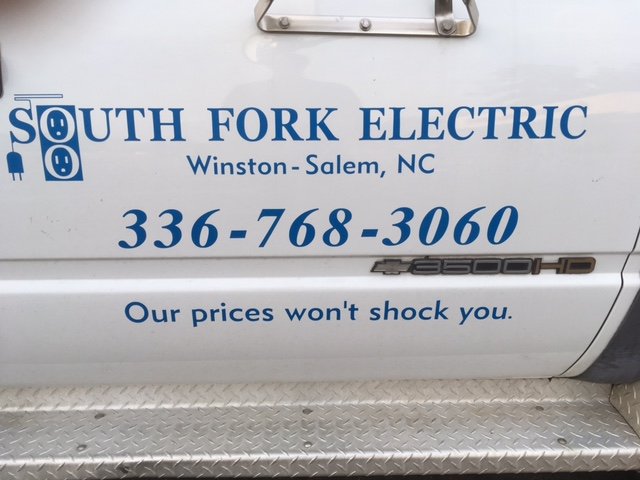 SOUTH FORK ELECTRIC
Winston-Salem, NC
336-768-3060
3500HD
Our prices won't shock you.